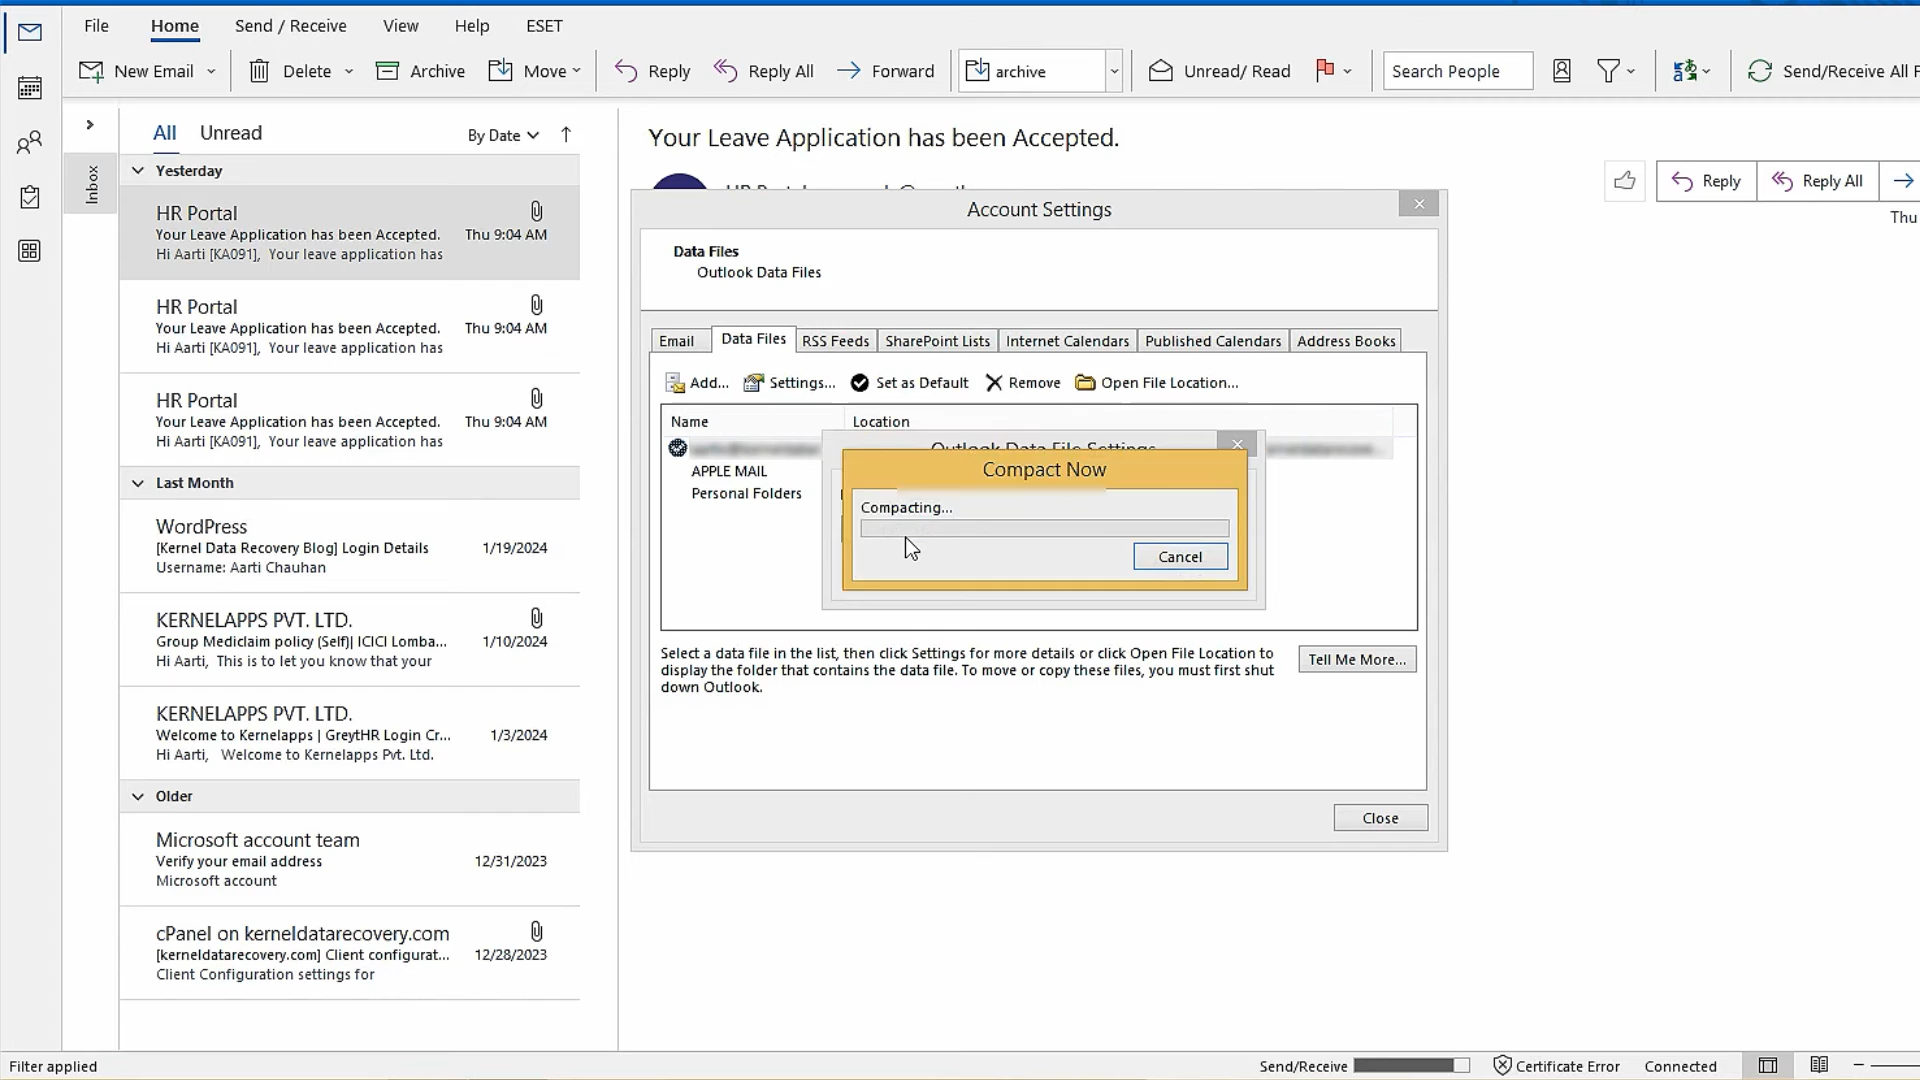 File Home Send / Receive View Help ESET
New Email Delete Archive Move Reply Reply All Forward archive Unread/ Read Search People Send/Receive All F
All Unread By Date
Inbox
Yesterday
HR Portal
Your Leave Application has been Accepted. Thu 9:04 AM
Hi Aarti [KA091], Your leave application has
HR Portal
Your Leave Application has been Accepted. Thu 9:04 AM
Hi Aarti [KA091], Your leave application has
HR Portal
Your Leave Application has been Accepted. Thu 9:04 AM
Hi Aarti [KA091], Your leave application has
Last Month
WordPress
[Kernel Data Recovery Blog] Login Details 1/19/2024
Username: Aarti Chauhan
KERNELAPPS PVT. LTD.
Group Mediclaim policy (Self)| ICICI Lomba... 1/10/2024
Hi Aarti, This is to let you know that your
KERNELAPPS PVT. LTD.
Welcome to Kernelapps | GreytHR Login Cr... 1/3/2024
Hi Aarti, Welcome to Kernelapps Pvt. Ltd.
Older
Microsoft account team
Verify your email address 12/31/2023
Microsoft account
cPanel on kerneldatarecovery.com
[kerneldatarecovery.com] Client configurat... 12/28/2023
Client Configuration settings for
Your Leave Application has been Accepted.
Reply Reply All
Thu
Account Settings
Data Files
Outlook Data Files
Email Data Files RSS Feeds SharePoint Lists Internet Calendars Published Calendars Address Books
Add... Settings... Set as Default Remove Open File Location...
Name Location
APPLE MAIL
Personal Folders
Outlook Data File Settings
Compact Now
Compacting...
Cancel
Select a data file in the list, then click Settings for more details or click Open File Location to
display the folder that contains the data file. To move or copy these files, you must first shut
down Outlook.
Tell Me More...
Close
Filter applied Send/Receive Certificate Error Connected